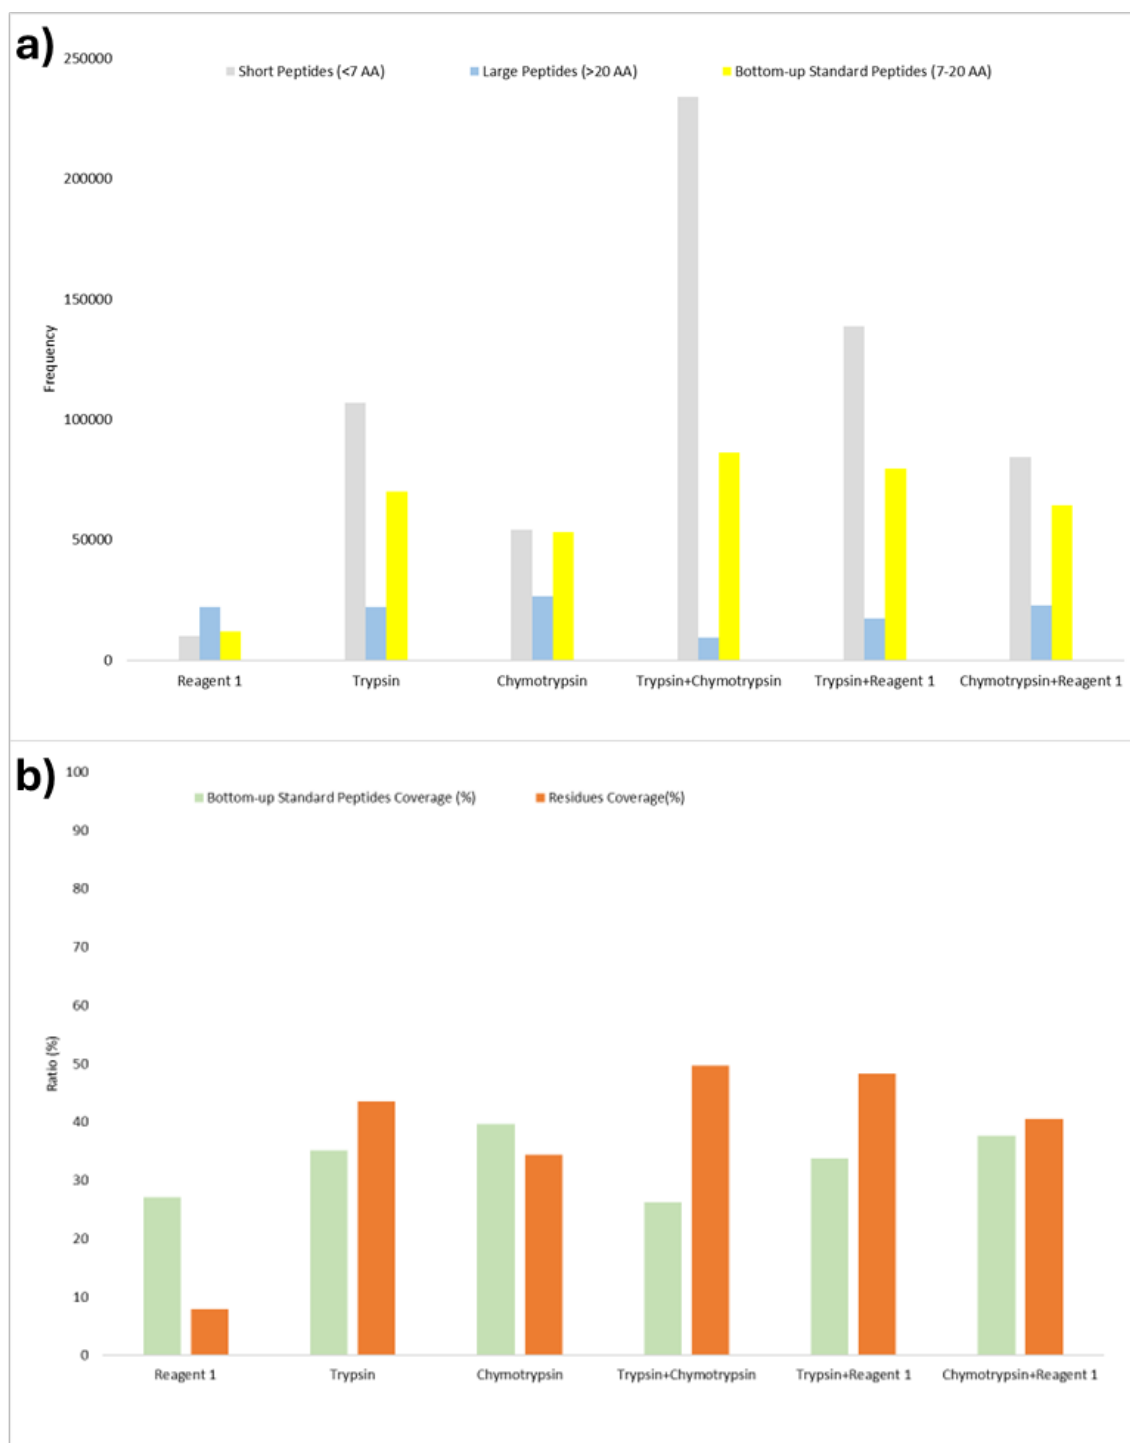 a)
250000
Short Peptides (<7 AA) Large Peptides (>20 AA) Bottom-up Standard Peptides (7-20 AA)
200000
150000
Frequency
100000
50000
0
Reagent 1 Trypsin Chymotrypsin Trypsin+Chymotrypsin Trypsin+Reagent 1 Chymotrypsin+Reagent 1
b)
100
Bottom-up Standard Peptides Coverage (%) Residues Coverage(%)
90
80
70
60
Ratio (%)
50
40
30
20
10
0
Reagent 1 Trypsin Chymotrypsin Trypsin+Chymotrypsin Trypsin+Reagent 1 Chymotrypsin+Reagent 1